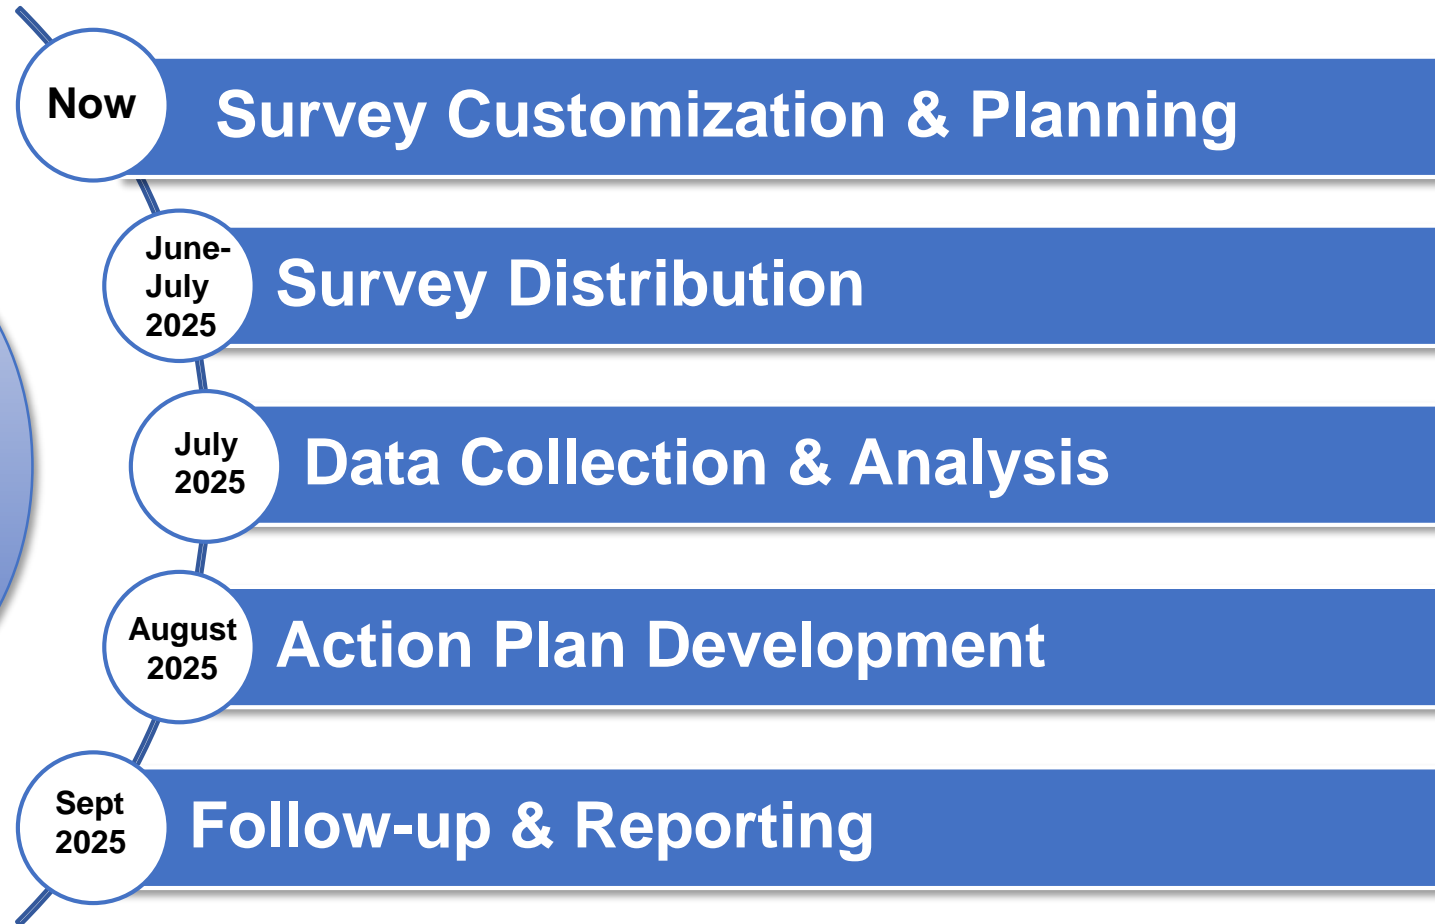 Now
Survey Customization & Planning
June-
July
2025
Survey Distribution
July
2025
Data Collection & Analysis
August
2025
Action Plan Development
Sept
2025
Follow-up & Reporting